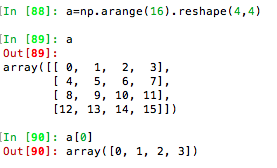 [In [88]: a=np.arange(16).reshape(4,4)
[In [89]: a
Out[89]:
array([[ 0,  1,  2,  3],
       [ 4,  5,  6,  7],
       [ 8,  9, 10, 11],
       [12, 13, 14, 15]])
[In [90]: a[0]
Out[90]: array([0, 1, 2, 3])